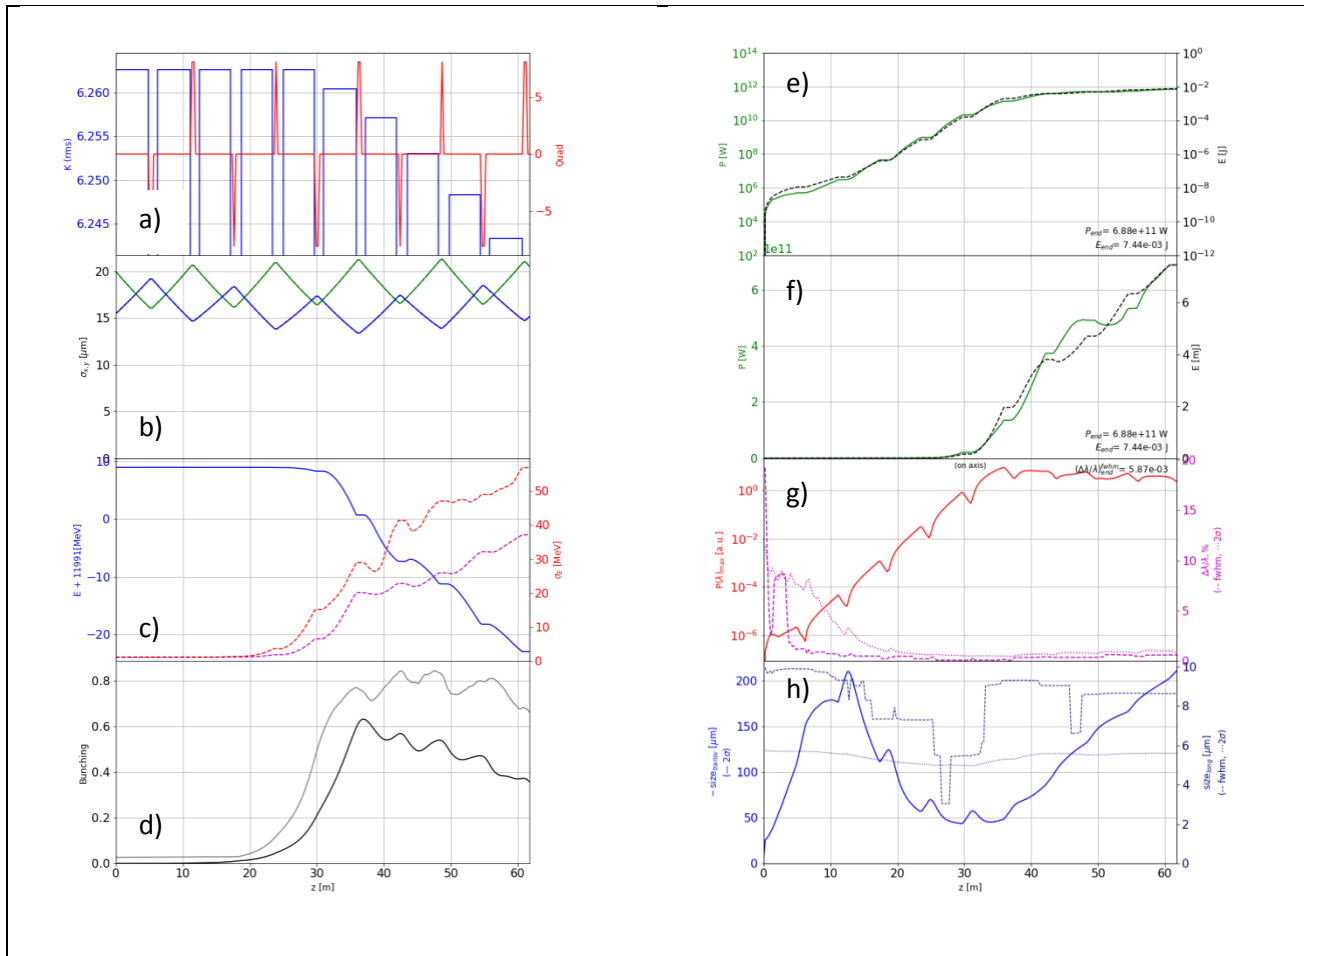 6.260
6.255
6.250
6.245
K (rms)
5
0
−5
Quad
a)
20
15
10
5
0
σx,y [μm]
b)
10
0
−10
−20
E + 11991[MeV]
50
40
30
20
10
0
σE [MeV]
c)
0.8
0.6
0.4
0.2
0.0
Bunching
d)
0 10 20 30 40 50 60
z [m]
10^14
10^12
10^10
10^8
10^6
10^4
10^2
P [W]
10^0
10^−2
10^−4
10^−6
10^−8
10^−10
10^−12
E [J]
e)
Pend= 6.88e+11 W
Eend= 7.44e-03 J
1e11
6
4
2
0
P [W]
6
4
2
0
E [mJ]
f)
Pend= 6.88e+11 W
Eend= 7.44e-03 J
(on axis)
(Δλ/λ)^fwhm_end = 5.87e-03
10^0
10^−2
10^−4
10^−6
P(λ)max [a.u.]
20
15
10
5
0
Δλ/λ, %
(-- fwhm, ···2σ)
g)
200
150
100
50
0
− sizetransv [μm]
(— 2σ)
10
8
6
4
2
0
sizelong [μm]
(-- fwhm, ···2σ)
h)
0 10 20 30 40 50 60
z [m]